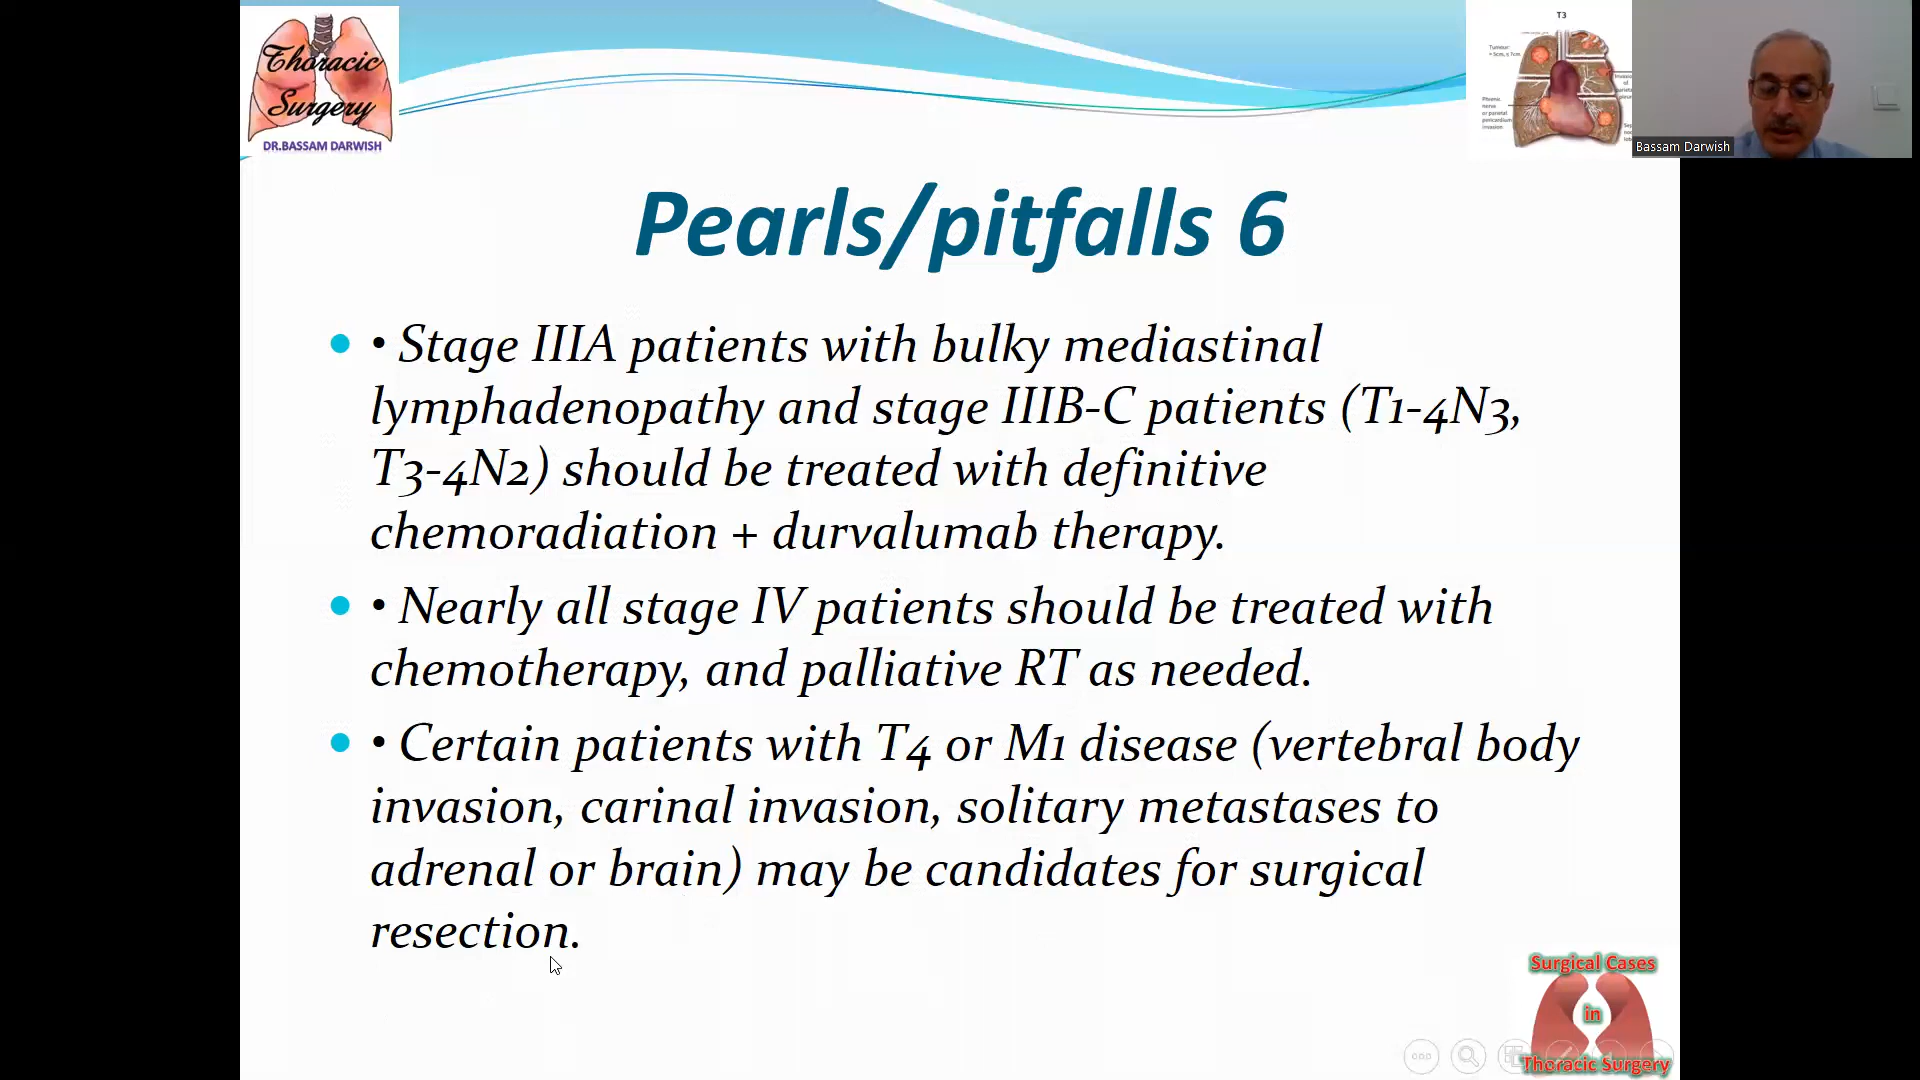 Thoracic
Surgery
DR.BASSAM DARWISH
T3
Bassam Darwish
Pearls/pitfalls 6
• Stage IIIA patients with bulky mediastinal
lymphadenopathy and stage IIIB-C patients (T1-4N3,
T3-4N2) should be treated with definitive
chemoradiation + durvalumab therapy.
• Nearly all stage IV patients should be treated with
chemotherapy, and palliative RT as needed.
• Certain patients with T4 or M1 disease (vertebral body
invasion, carinal invasion, solitary metastases to
adrenal or brain) may be candidates for surgical
resection.
Surgical Cases
in
Thoracic Surgery